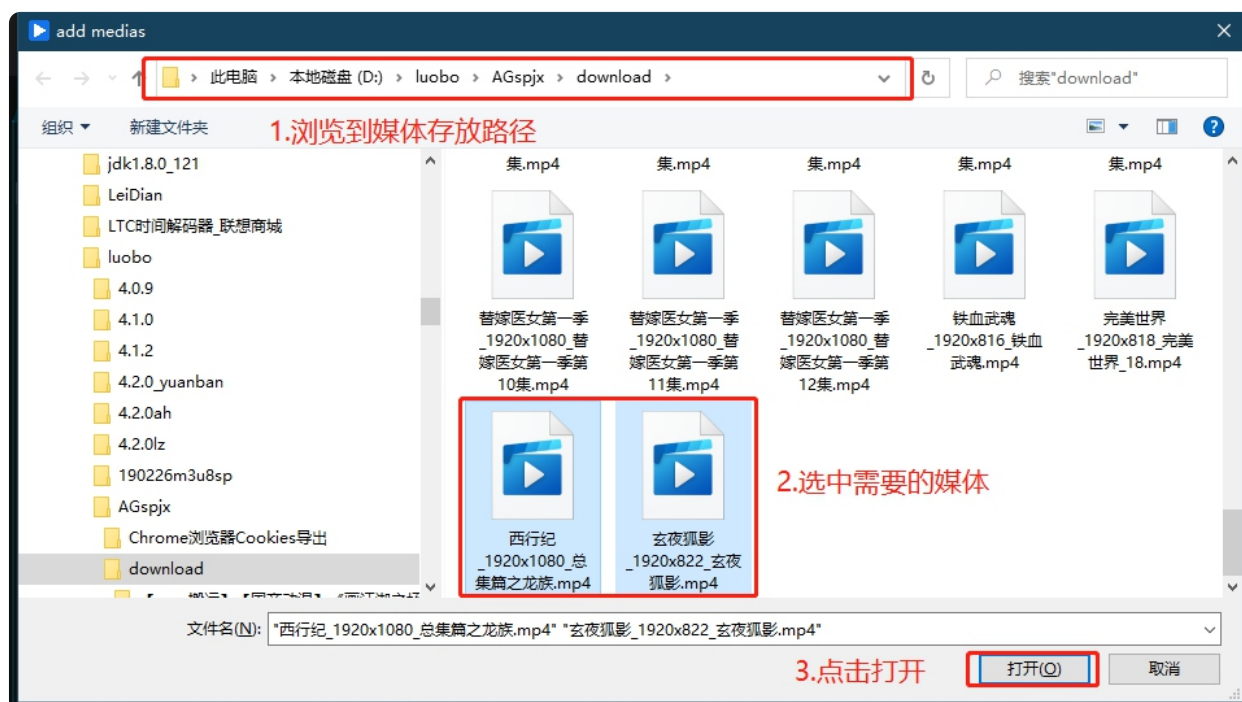 add medias
此电脑 › 本地磁盘 (D:) › luobo › AGspjx › download ›
搜索"download"
组织
新建文件夹
1.浏览到媒体存放路径
jdk1.8.0_121
LeiDian
LTC时间解码器_联想商城
luobo
4.0.9
4.1.0
4.1.2
4.2.0_yuanban
4.2.0ah
4.2.0lz
190226m3u8sp
AGspjx
Chrome浏览器Cookies导出
download
集.mp4
集.mp4
集.mp4
集.mp4
集.mp4
替嫁医女第一季
_1920x1080_替
嫁医女第一季第
10集.mp4
替嫁医女第一季
_1920x1080_替
嫁医女第一季第
11集.mp4
替嫁医女第一季
_1920x1080_替
嫁医女第一季第
12集.mp4
铁血武魂
_1920x816_铁血
武魂.mp4
完美世界
_1920x818_完美
世界_18.mp4
西行纪
_1920x1080_总
集篇之龙族.mp4
玄夜狐影
_1920x822_玄夜
狐影.mp4
2.选中需要的媒体
文件名(N):
"西行纪_1920x1080_总集篇之龙族.mp4" "玄夜狐影_1920x822_玄夜狐影.mp4"
3.点击打开
打开(O)
取消